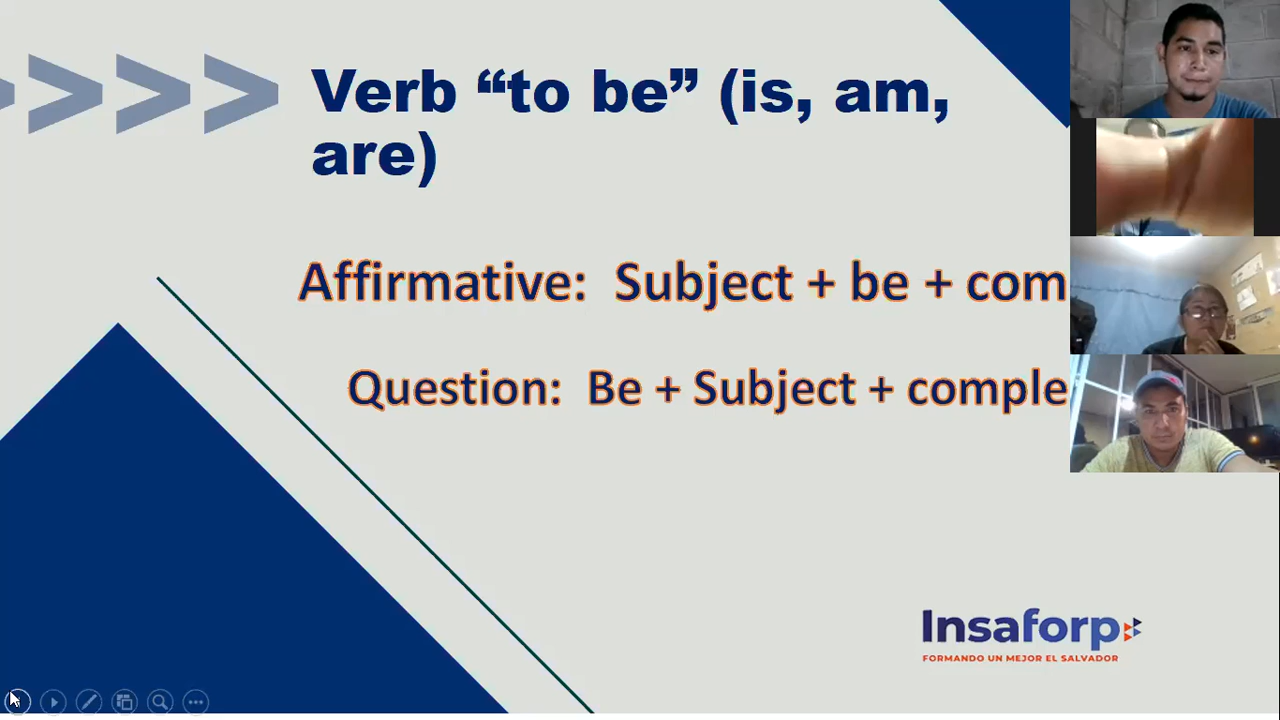 Verb “to be” (is, am,
are)
Affirmative: Subject + be + com
Question: Be + Subject + comple
Insaforp
FORMANDO UN MEJOR EL SALVADOR